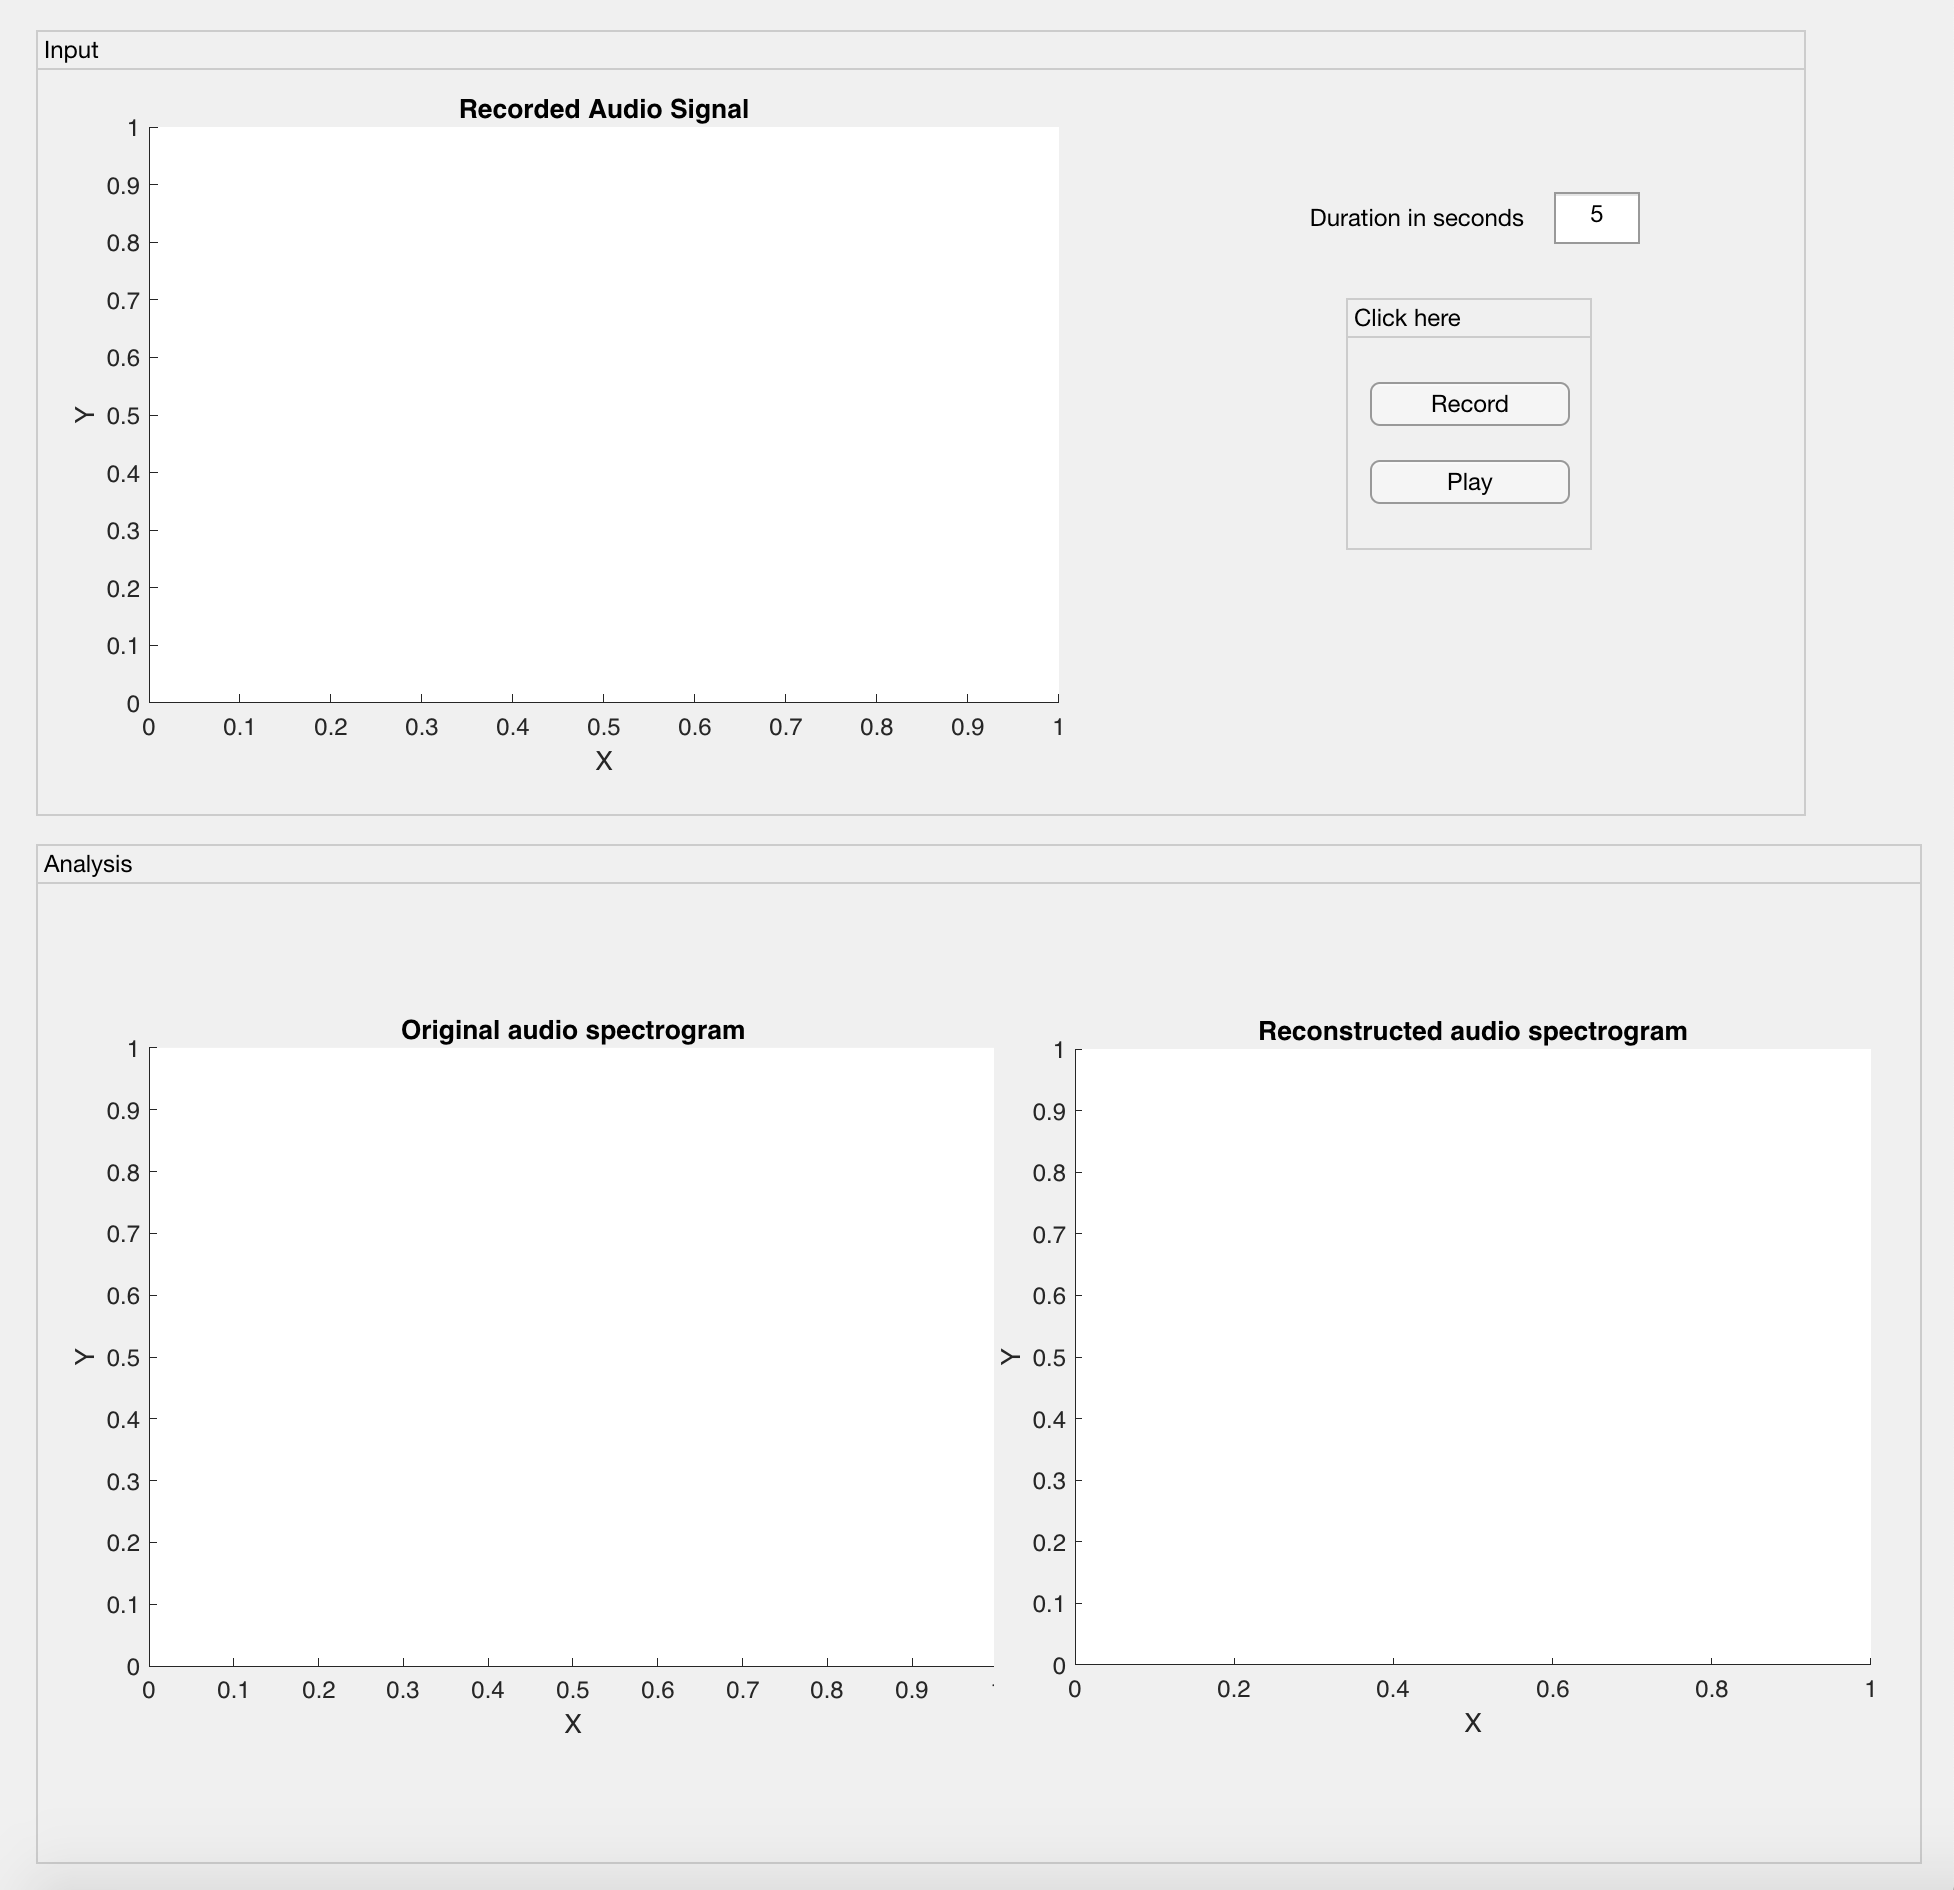 Input
Recorded Audio Signal
1
0.9
0.8
0.7
0.6
0.5
0.4
0.3
0.2
0.1
0
Y
0 0.1 0.2 0.3 0.4 0.5 0.6 0.7 0.8 0.9 1
X
Duration in seconds 5
Click here
Record
Play
Analysis
Original audio spectrogram
1
0.9
0.8
0.7
0.6
0.5
0.4
0.3
0.2
0.1
0
Y
0 0.1 0.2 0.3 0.4 0.5 0.6 0.7 0.8 0.9
X
Reconstructed audio spectrogram
1
0.9
0.8
0.7
0.6
0.5
0.4
0.3
0.2
0.1
0
Y
0 0.2 0.4 0.6 0.8 1
X